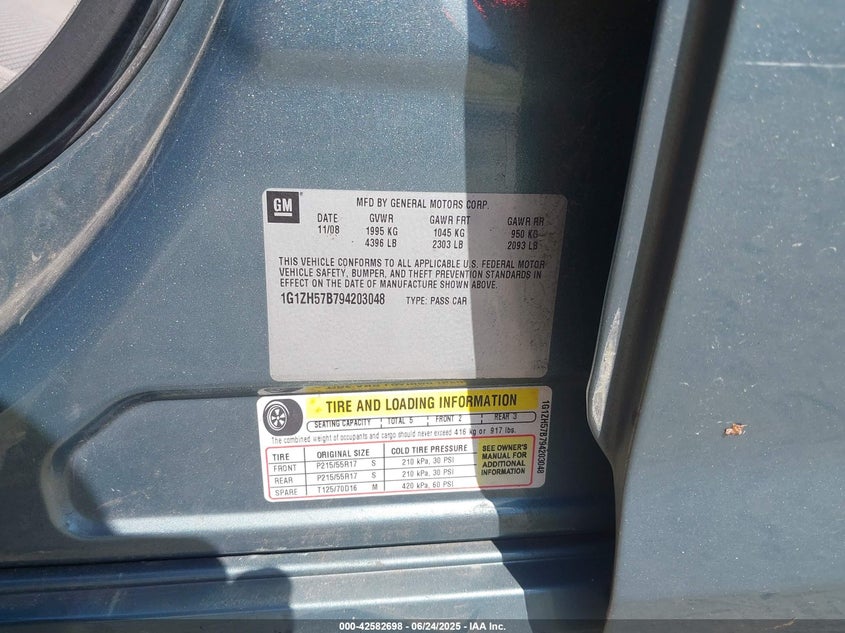 GM
MFD BY GENERAL MOTORS CORP.
DATE GVWR GAWR FRT GAWR RR
11/08 1995 KG 1045 KG 950 KG
4396 LB 2303 LB 2093 LB
THIS VEHICLE CONFORMS TO ALL APPLICABLE U.S. FEDERAL MOTOR
VEHICLE SAFETY, BUMPER, AND THEFT PREVENTION STANDARDS IN
EFFECT ON THE DATE OF MANUFACTURE SHOWN ABOVE.
1G1ZH57B794203048 TYPE: PASS CAR
TIRE AND LOADING INFORMATION
SEATING CAPACITY TOTAL 5 FRONT 2 REAR 3
The combined weight of occupants and cargo should never exceed 416 kg or 917 lbs.
TIRE ORIGINAL SIZE COLD TIRE PRESSURE
FRONT P215/55R17 S 210 kPa, 30 PSI
REAR P215/55R17 S 210 kPa, 30 PSI
SPARE T125/70D16 M 420 kPa, 60 PSI
SEE OWNER'S
MANUAL FOR
ADDITIONAL
INFORMATION
1G1ZH57B794203048
000-42582698 | 06/24/2025 | IAA Inc.